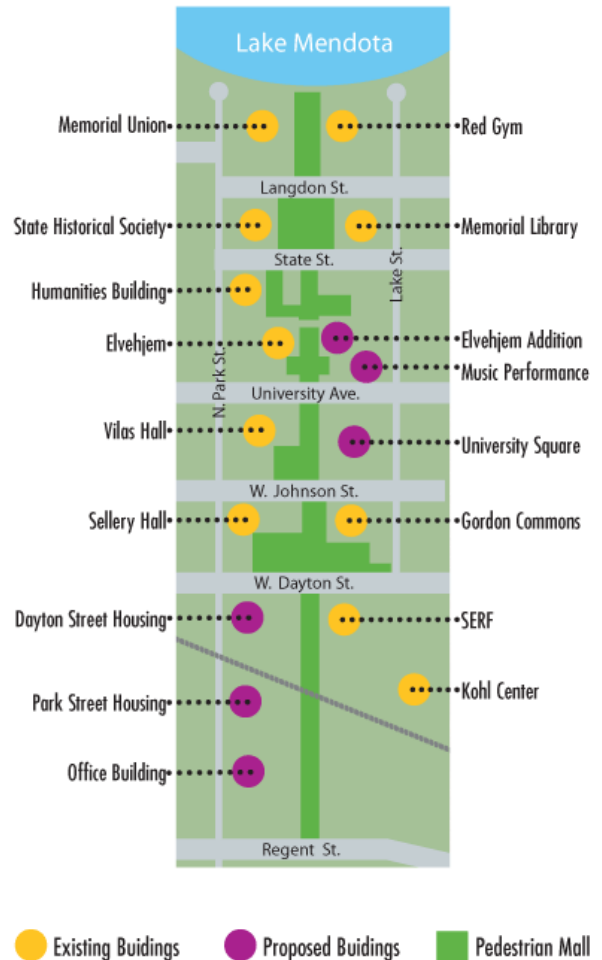 Lake Mendota
Memorial Union
Red Gym
Langdon St.
State Historical Society
Memorial Library
State St.
Lake St.
Humanities Building
Elvehjem
Elvehjem Addition
Music Performance
N. Park St.
University Ave.
Vilas Hall
University Square
W. Johnson St.
Sellery Hall
Gordon Commons
W. Dayton St.
Dayton Street Housing
SERF
Kohl Center
Park Street Housing
Office Building
Regent St.
Existing Buidings
Proposed Buidings
Pedestrian Mall